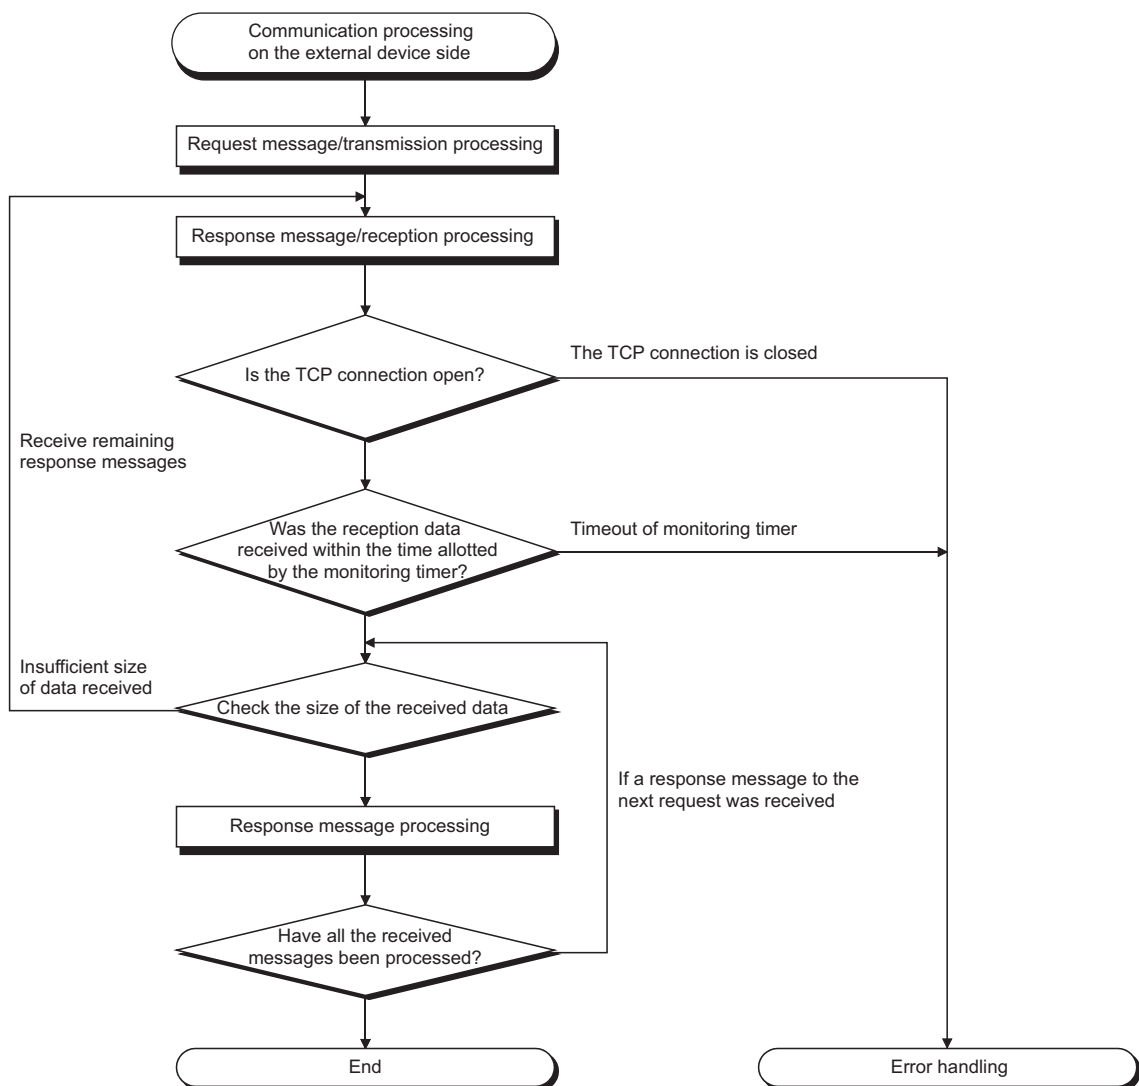 Communication processing
on the external device side
Request message/transmission processing
Response message/reception processing
Is the TCP connection open?
The TCP connection is closed
Receive remaining
response messages
Was the reception data
received within the time allotted
by the monitoring timer?
Timeout of monitoring timer
Insufficient size
of data received
Check the size of the received data
If a response message to the
next request was received
Response message processing
Have all the received
messages been processed?
End
Error handling